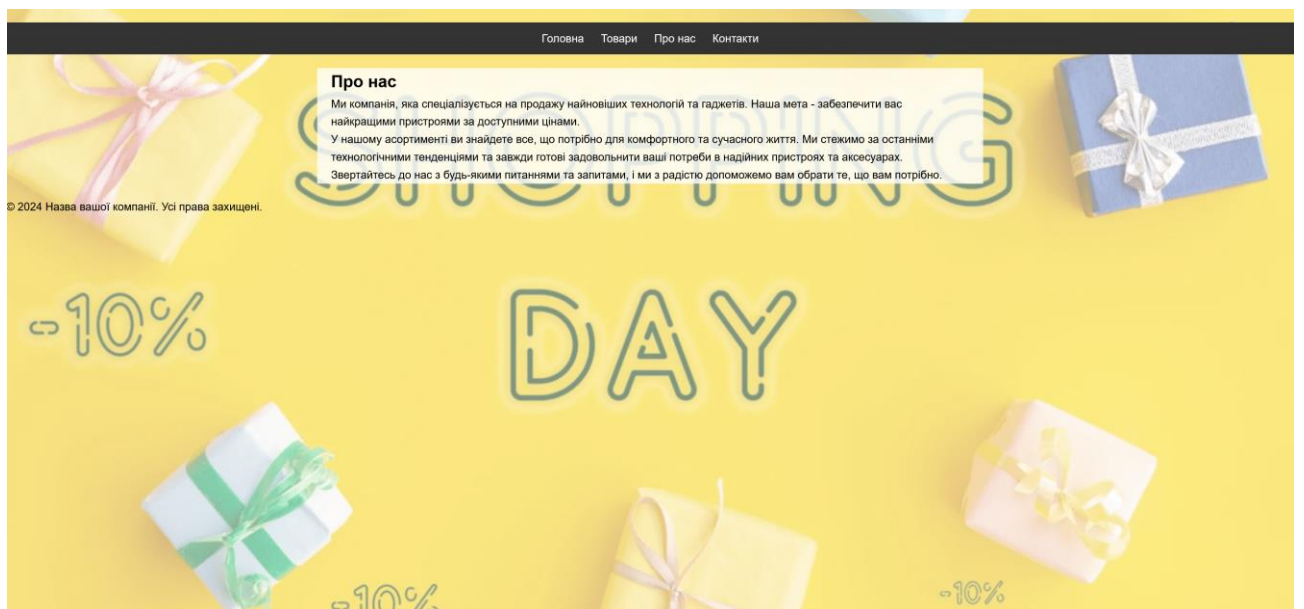 Головна Товари Про нас Контакти
Про нас
Ми компанія, яка спеціалізується на продажу найновіших технологій та гаджетів. Наша мета - забезпечити вас
найкращими пристроями за доступними цінами.
У нашому асортименті ви знайдете все, що потрібно для комфортного та сучасного життя. Ми стежимо за останніми
технологічними тенденціями та завжди готові задовольнити ваші потреби в надійних пристроях та аксесуарах.
Звертайтесь до нас з будь-якими питаннями та запитами, і ми з радістю допоможемо вам обрати те, що вам потрібно.
SHOPPING
© 2024 Назва вашої компанії. Усі права захищені.
-10%
DAY
-10%
-10%